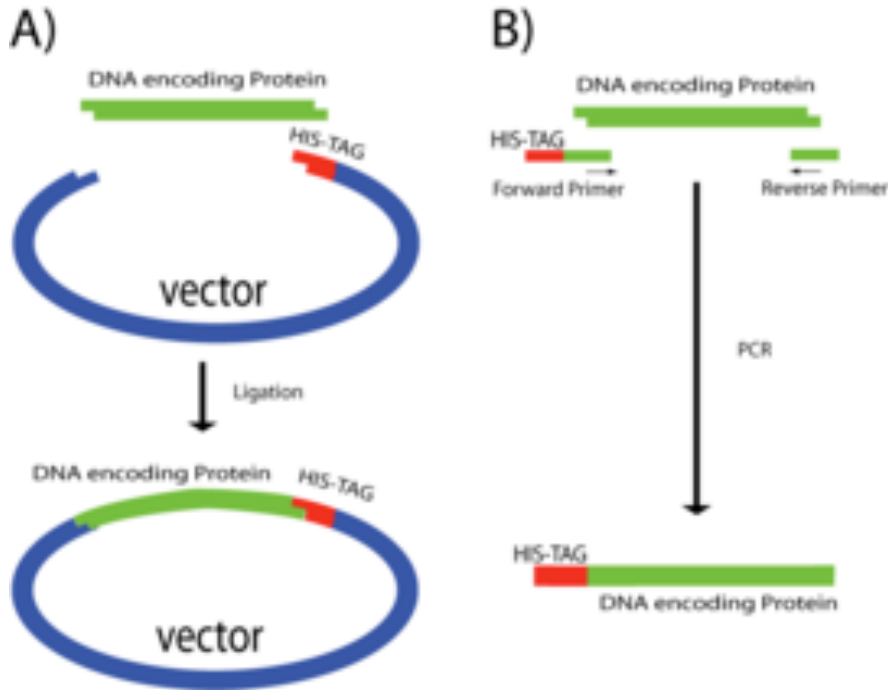 A)
DNA encoding Protein
HIS-TAG
vector
Ligation
DNA encoding Protein
HIS-TAG
vector
B)
DNA encoding Protein
HIS-TAG
Forward Primer
Reverse Primer
PCR
HIS-TAG
DNA encoding Protein